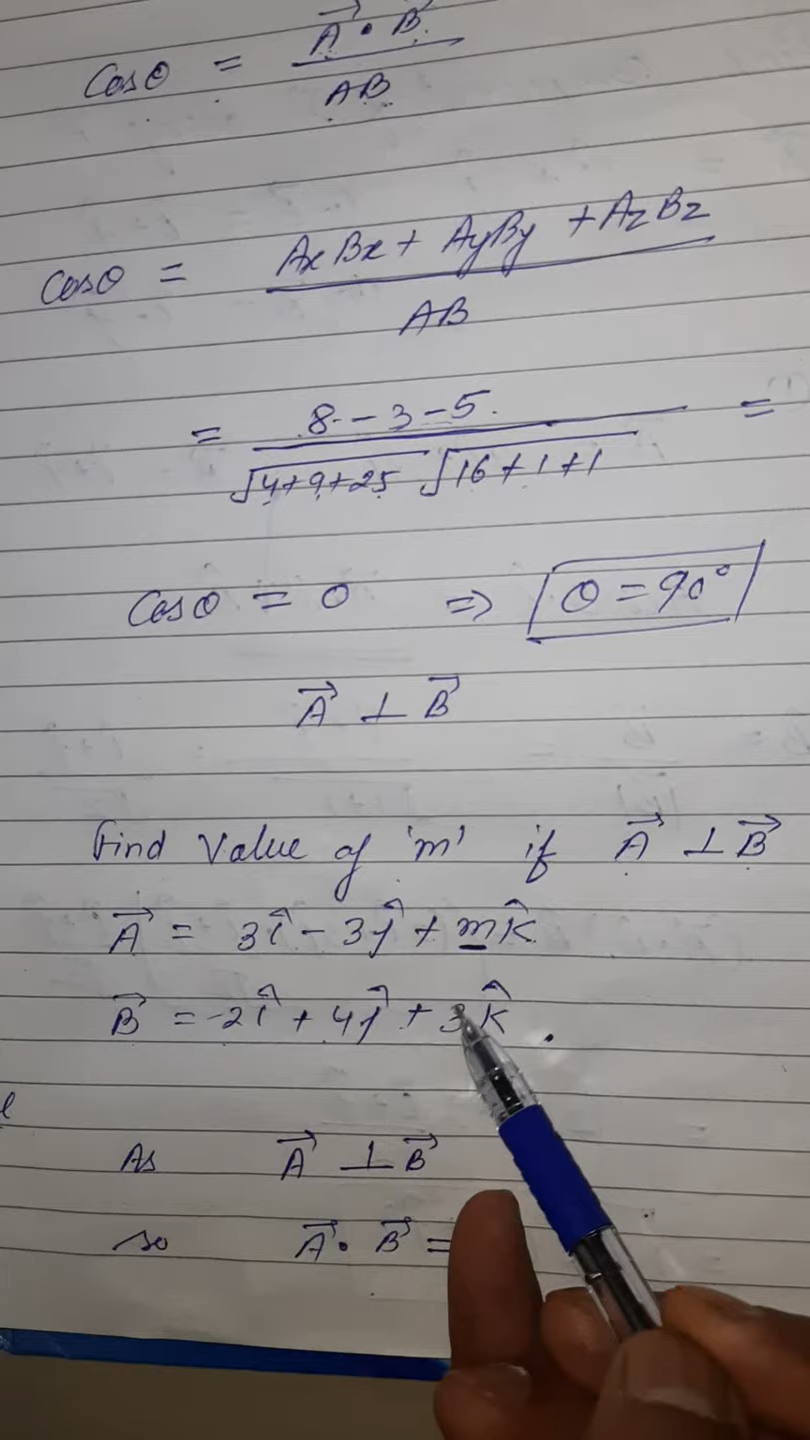 Cosθ = A⃗ • B⃗ / AB
Cosθ = AxBx + AyBy + AzBz / AB
= 8 - 3 - 5 / √4+9+25 √16+1+1 =
Cosθ = 0 ⇒ θ = 90°
A⃗ ⊥ B⃗
Find Value of 'm' if A⃗ ⊥ B⃗
A⃗ = 3î - 3ĵ + mk̂
B⃗ = -2î + 4ĵ + 3k̂ .
As A⃗ ⊥ B⃗
so A⃗ • B⃗ =